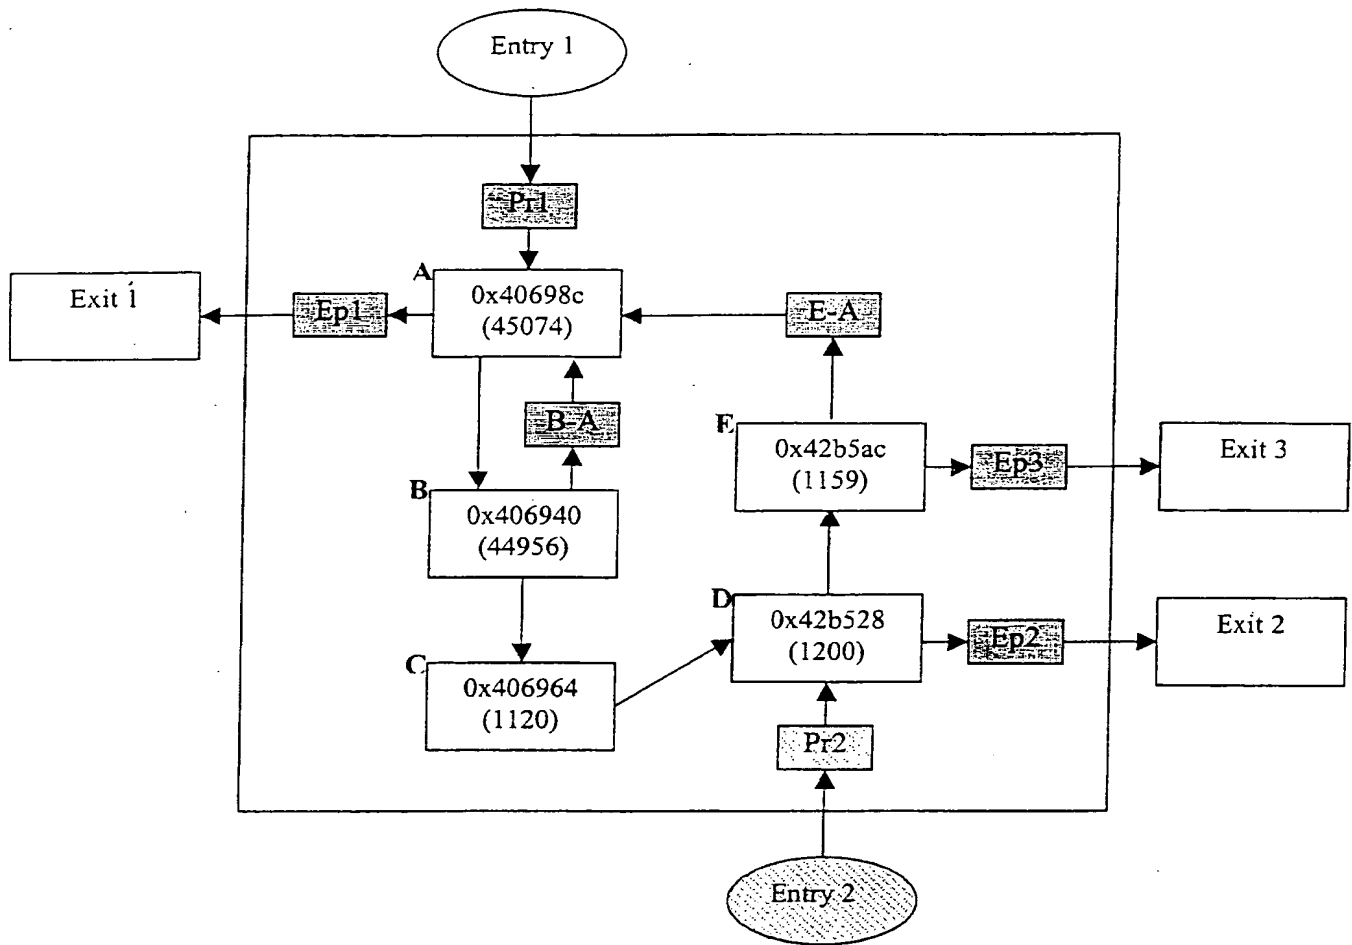 Entry 1
Pr1
A
0x40698c
(45074)
Exit 1
Ep1
E-A
B-A
E
0x42b5ac
(1159)
Ep3
Exit 3
B
0x406940
(44956)
D
0x42b528
(1200)
Ep2
Exit 2
C
0x406964
(1120)
Pr2
Entry 2